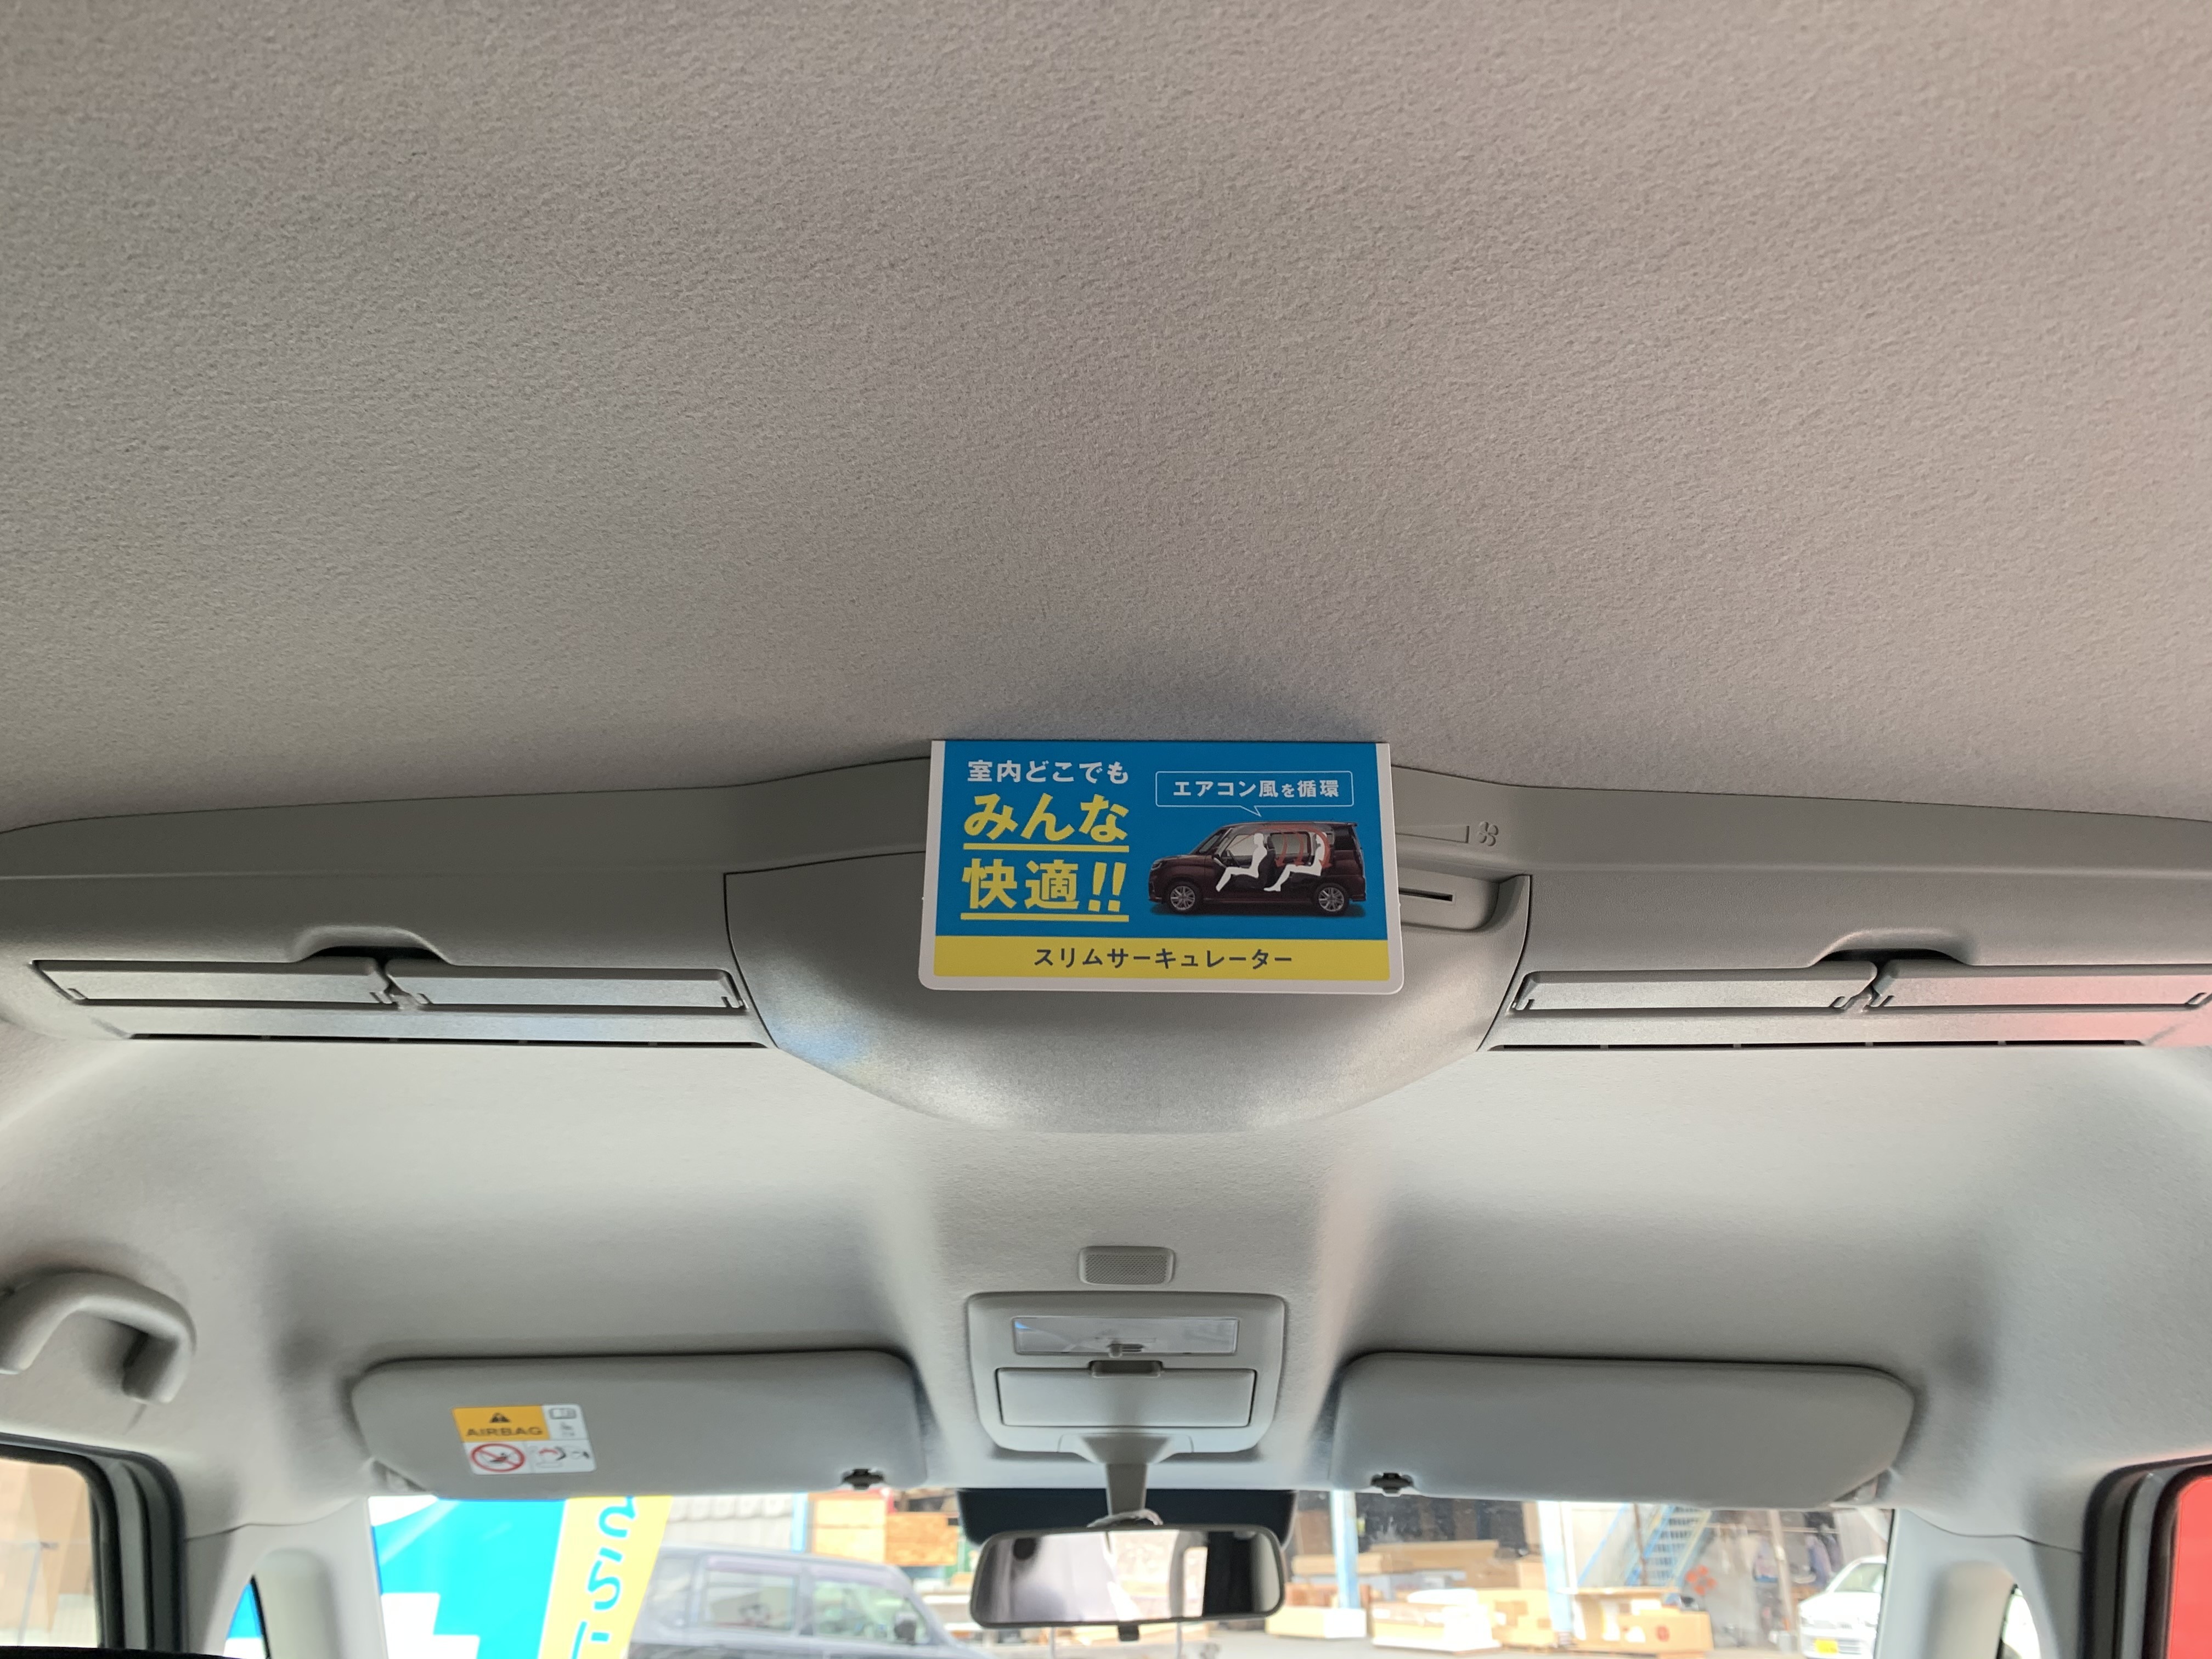 室内どこでも
みんな
快適!!
エアコン風を循環
スリムサーキュレーター
AIRBAG